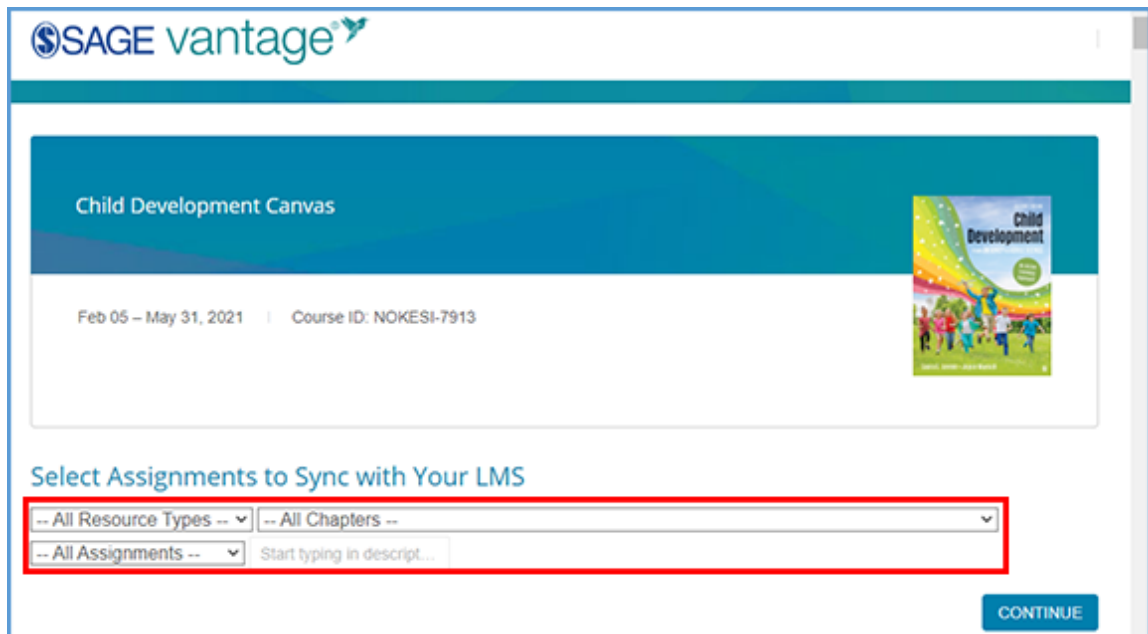 SAGE vantage®
Child Development Canvas
Child
Development
Feb 05 – May 31, 2021 | Course ID: NOKESI-7913
Select Assignments to Sync with Your LMS
-- All Resource Types -- -- All Chapters --
-- All Assignments -- Start typing in descript...
CONTINUE